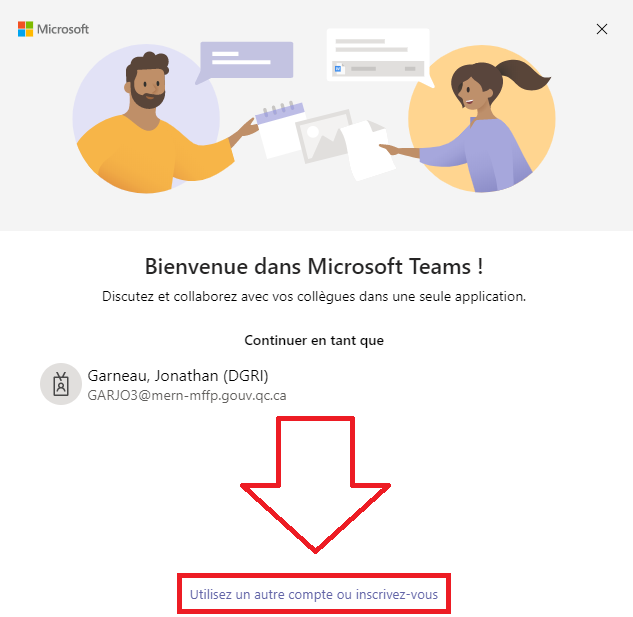 Microsoft
Bienvenue dans Microsoft Teams !
Discutez et collaborez avec vos collègues dans une seule application.
Continuer en tant que
Garneau, Jonathan (DGRI)
GARJO3@mern-mffp.gouv.qc.ca
Utilisez un autre compte ou inscrivez-vous